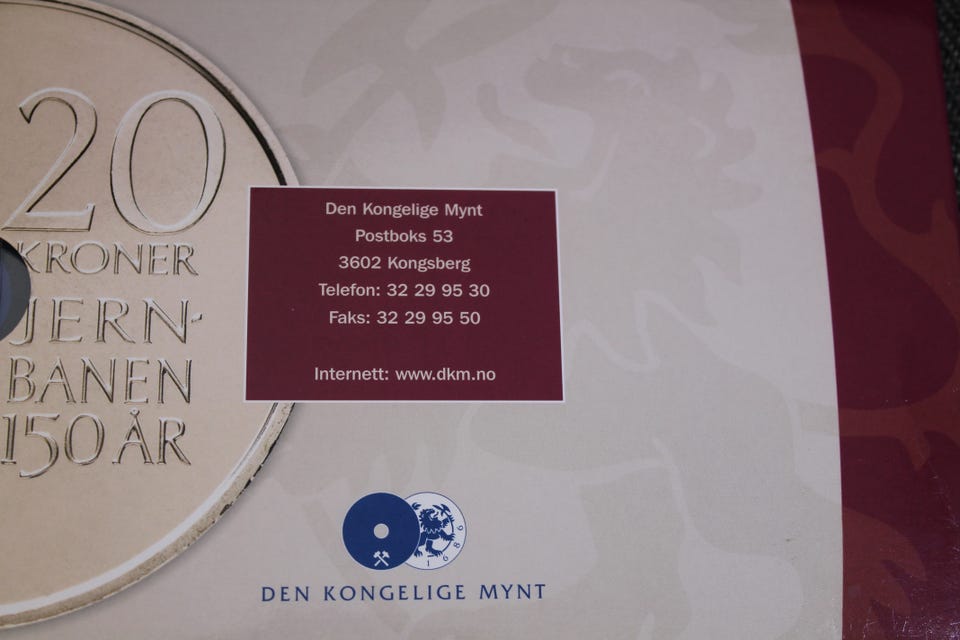 20
KRONER
JERN-
BANEN
150 ÅR
Den Kongelige Mynt
Postboks 53
3602 Kongsberg
Telefon: 32 29 95 30
Faks: 32 29 95 50
Internett: www.dkm.no
1686
DEN KONGELIGE MYNT